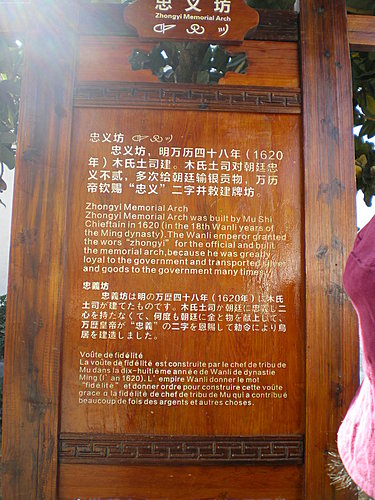 忠义坊
Zhongyi Memorial Arch
忠义坊
忠义坊，明万历四十八年（1620
年）木氏土司建。木氏土司对朝廷忠
义不贰，多次给朝廷输银贡物，万历
帝钦赐“忠义”二字并敕建牌坊。
Zhongyi Memorial Arch
Zhongyi Memorial Arch was built by Mu Shi
Chieftain in 1620 (in the 18th Wanli years of
the Ming dynasty). The Wanli emperor granted
the wors“zhongyi” for the official and built
the memorial arch,because he was greatly
loyal to the government and transported silver
and goods to the government many times.
忠義坊
忠義坊は明の万歴四十八年（1620年）に木氏
土司が建てたものです。木氏土司が朝廷に忠義し二
心を持たなくて、何度も朝廷に金と物を献上して、
万歴皇帝が“忠義”の二字を恩賜して勅令により鳥
居を建造しました。
Voûte de fidélité
La voûte de fidélité est construite par le chef de tribu de
Mu dans la dix-huitième année de Wanli de dynastie
Ming (l’an 1620). L’empire Wanli donner le mot
“fidélité” et donner ordre pour construire cette voûte
grace a la fidélité de chef de tribu de Mu qui a contribué
beaucoup de fois des argents et autres choses.